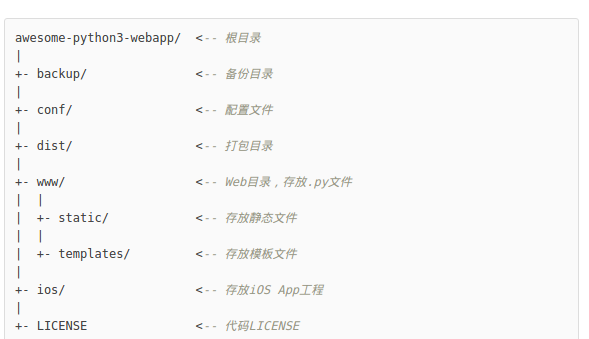 awesome-python3-webapp/  <-- 根目录
|
+- backup/               <-- 备份目录
|
+- conf/                 <-- 配置文件
|
+- dist/                 <-- 打包目录
|
+- www/                  <-- Web目录，存放.py文件
|  |
|  +- static/            <-- 存放静态文件
|  |
|  +- templates/         <-- 存放模板文件
|
+- ios/                  <-- 存放iOS App工程
|
+- LICENSE               <-- 代码LICENSE